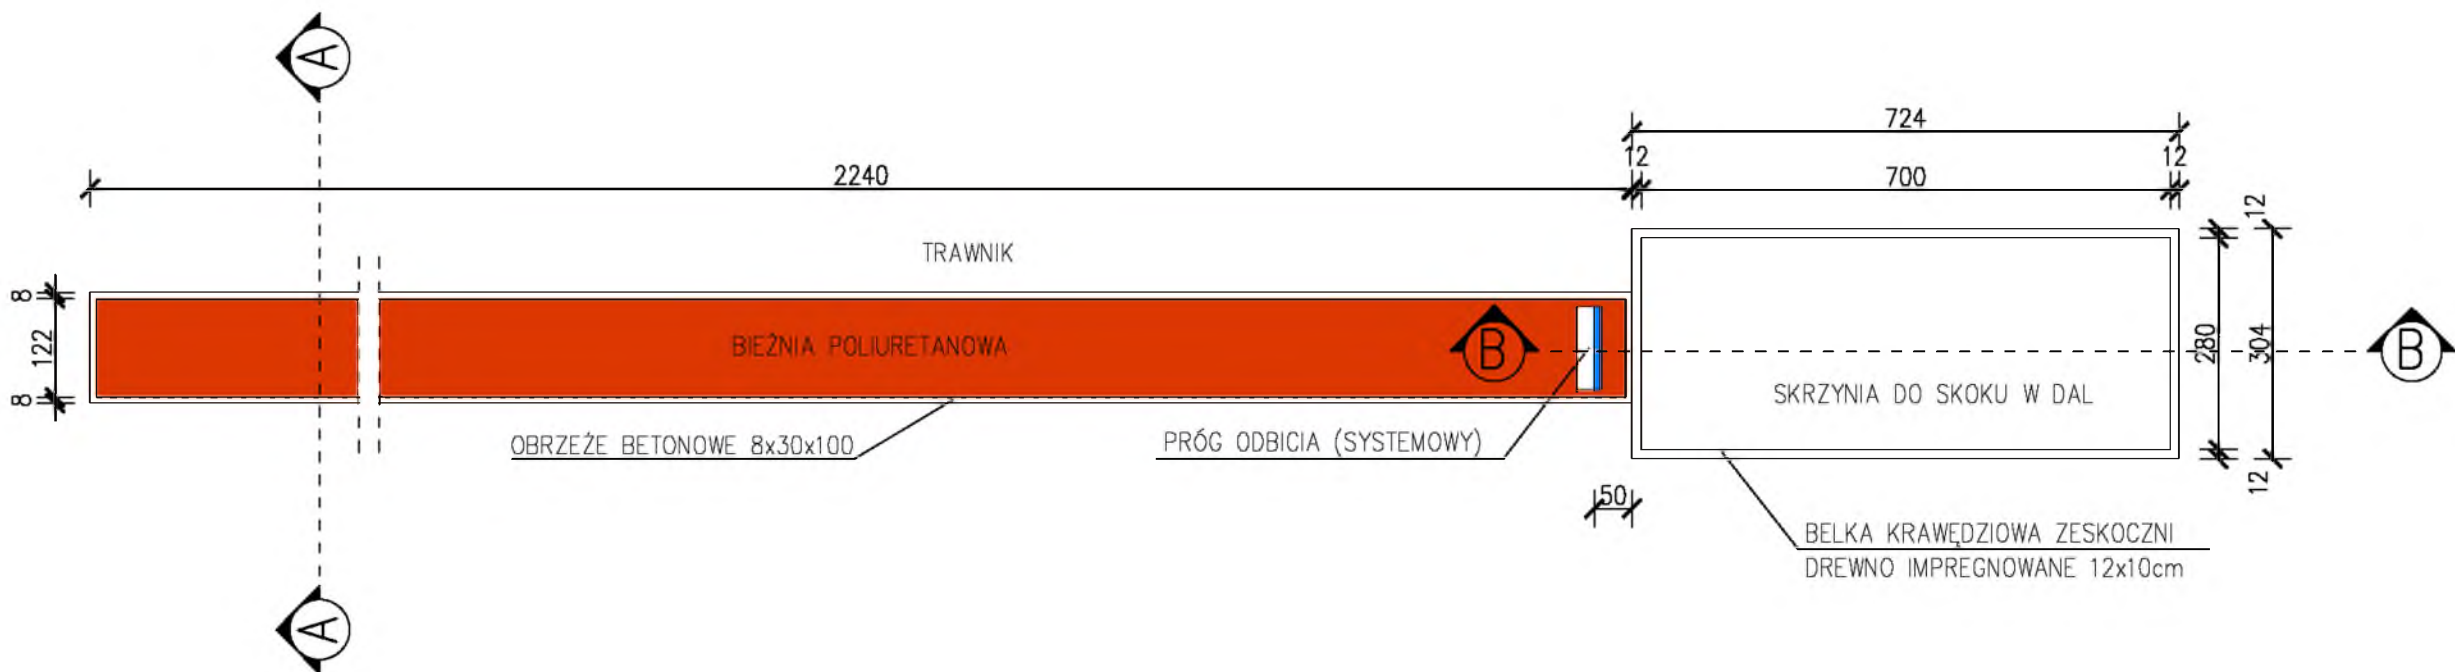 A
724
12
12
2240
700
12
TRAWNIK
8
122
8
BIEŻNIA POLIURETANOWA
B
280
304
B
SKRZYNIA DO SKOKU W DAL
OBRZEŻE BETONOWE 8x30x100
PRÓG ODBICIA (SYSTEMOWY)
12
50
BELKA KRAWĘDZIOWA ZESKOCZNI
DREWNO IMPREGNOWANE 12x10cm
A